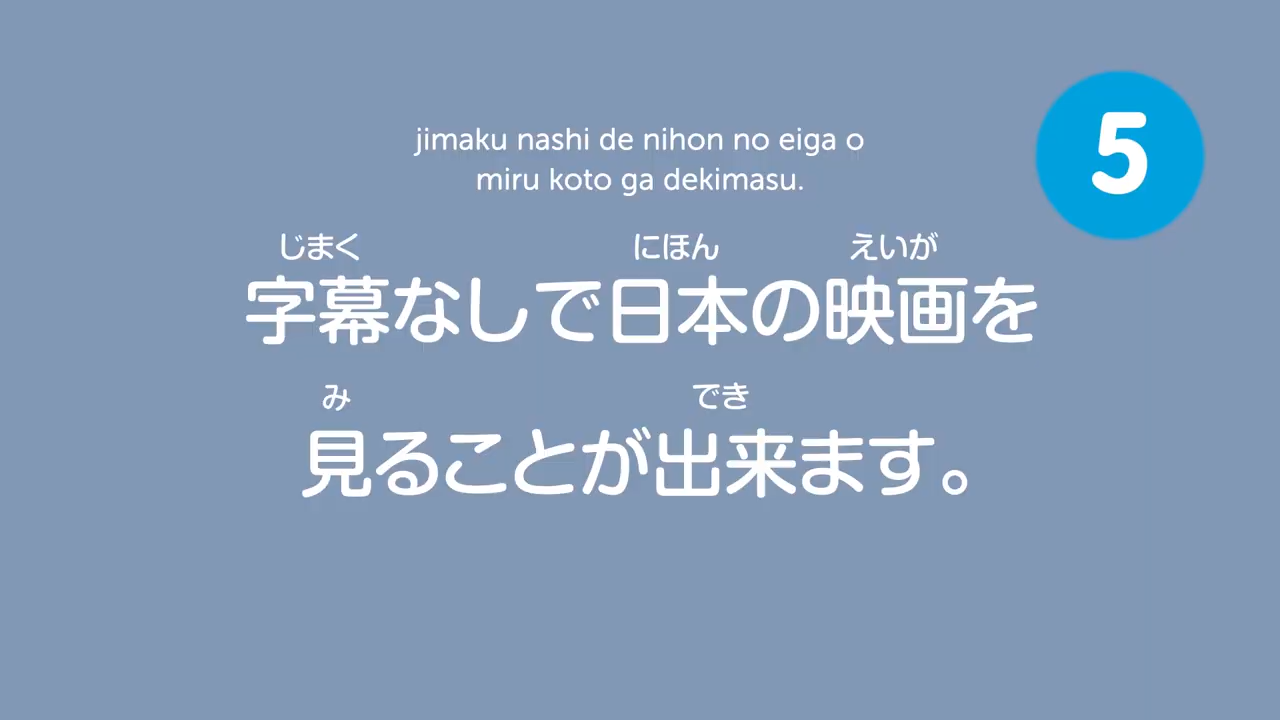 jimaku nashi de nihon no eiga o
miru koto ga dekimasu.
5
じまく にほん えいが
字幕なしで日本の映画を
み でき
見ることが出来ます。